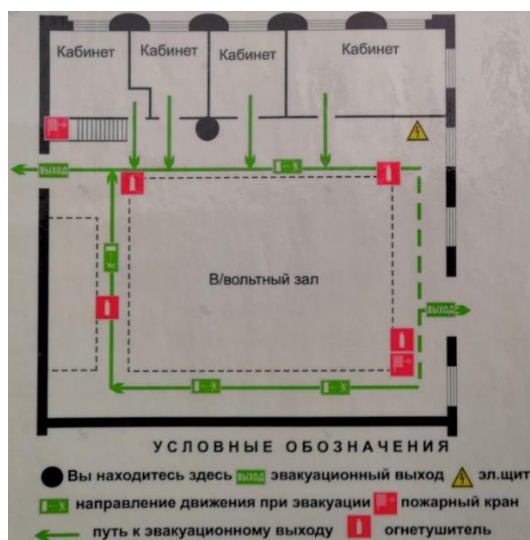 Кабинет Кабинет Кабинет Кабинет
ВЫХОД
В/вольтный зал
ВЫХОД
УСЛОВНЫЕ ОБОЗНАЧЕНИЯ
Вы находитесь здесь ВЫХОД эвакуационный выход эл.щит
направление движения при эвакуации пожарный кран
путь к эвакуационному выходу огнетушитель